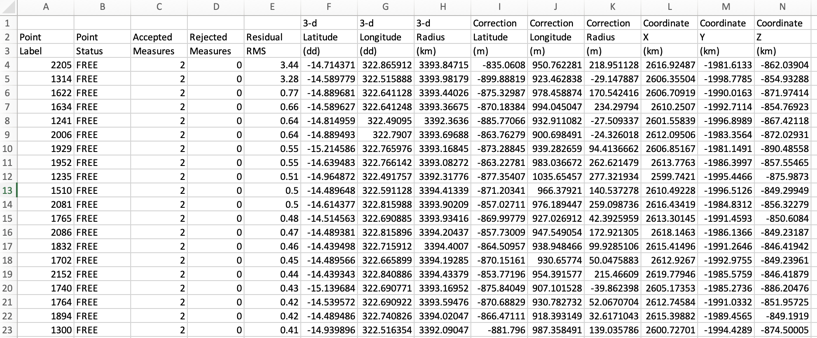 A B C D E F G H I J K L M N
1 3-d 3-d 3-d Correction Correction Correction Coordinate Coordinate Coordinate
2 Point Point Accepted Rejected Residual Latitude Longitude Radius Latitude Longitude Radius X Y Z
3 Label Status Measures Measures RMS (dd) (dd) (km) (m) (m) (m) (km) (km) (km)
4 2205 FREE 2 0 3.44 -14.714371 322.865912 3393.84715 -835.0608 950.762281 218.951128 2616.92487 -1981.6133 -862.03904
5 1314 FREE 2 0 3.28 -14.589779 322.515888 3393.98179 -899.88819 923.462838 -29.147887 2606.35504 -1998.7785 -854.93288
6 1622 FREE 2 0 0.77 -14.889681 322.641128 3393.44026 -875.32987 978.458874 170.542416 2606.70919 -1990.0163 -871.97414
7 1634 FREE 2 0 0.66 -14.589627 322.641248 3393.36675 -870.18384 994.045047 234.29794 2610.2507 -1992.7114 -854.76923
8 1241 FREE 2 0 0.64 -14.814959 322.49095 3392.3636 -885.77066 932.911082 -27.509337 2601.55839 -1996.8989 -867.42118
9 2006 FREE 2 0 0.64 -14.889493 322.7907 3393.69688 -863.76279 900.698491 -24.326018 2612.09506 -1983.3564 -872.02931
10 1929 FREE 2 0 0.55 -15.214586 322.765976 3393.16845 -873.28845 939.282659 94.4136662 2606.85167 -1981.1491 -890.48558
11 1952 FREE 2 0 0.55 -14.639483 322.766142 3393.08272 -863.22781 983.036672 262.621479 2613.7763 -1986.3997 -857.55465
12 1235 FREE 2 0 0.51 -14.964872 322.491757 3392.31776 -877.35407 1035.65457 277.321934 2599.7421 -1995.4466 -875.9873
13 1510 FREE 2 0 0.5 -14.489648 322.591128 3394.41339 -871.20341 966.37921 140.537278 2610.49228 -1996.5126 -849.29949
14 2081 FREE 2 0 0.5 -14.614377 322.815988 3393.90209 -857.02711 976.189447 259.098736 2616.43419 -1984.8312 -856.32279
15 1765 FREE 2 0 0.48 -14.514563 322.690885 3393.93416 -869.99779 927.026912 42.3925959 2613.30145 -1991.4593 -850.6084
16 2086 FREE 2 0 0.47 -14.489381 322.815896 3394.20437 -857.73009 947.549054 172.921305 2618.1463 -1986.1366 -849.23187
17 1832 FREE 2 0 0.46 -14.439498 322.715912 3394.4007 -864.50957 938.948466 99.9285106 2615.41496 -1991.2646 -846.41942
18 1702 FREE 2 0 0.45 -14.489566 322.665899 3394.19285 -870.15161 930.65774 50.0475883 2612.9267 -1992.9755 -849.23961
19 2152 FREE 2 0 0.44 -14.439343 322.840886 3394.43379 -853.77196 954.391577 215.46609 2619.77946 -1985.5759 -846.41879
20 1740 FREE 2 0 0.43 -15.139684 322.690771 3393.16952 -875.84049 907.101528 -39.862398 2605.17353 -1985.2736 -886.20476
21 1764 FREE 2 0 0.42 -14.539572 322.690922 3393.59476 -870.68829 930.782732 52.0670704 2612.74584 -1991.0332 -851.95725
22 1894 FREE 2 0 0.42 -14.489486 322.740826 3394.02047 -866.47111 918.393149 32.6171043 2615.39862 -1989.4565 -849.1919
23 1300 FREE 2 0 0.41 -14.939896 322.516354 3392.09047 -881.796 987.358491 139.035786 2600.72701 -1994.4289 -874.50005